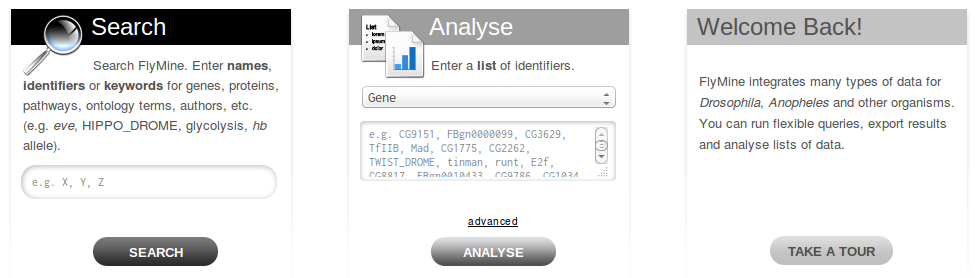 Search
Search FlyMine. Enter names,
identifiers or keywords for genes, proteins,
pathways, ontology terms, authors, etc.
(e.g. eve, HIPPO_DROME, glycolysis, hb
allele).
e.g. X, Y, Z
SEARCH
List
lorem
ipsum
dolor
Analyse
Enter a list of identifiers.
Gene
e.g. CG9151, FBgn0000099, CG3629,
TfIIB, Mad, CG1775, CG2262,
TWIST_DROME, tinman, runt, E2f,
CG8817, FBgn0010433, CG9786, CG1034
advanced
ANALYSE
Welcome Back!
FlyMine integrates many types of data for
Drosophila, Anopheles and other organisms.
You can run flexible queries, export results
and analyse lists of data.
TAKE A TOUR